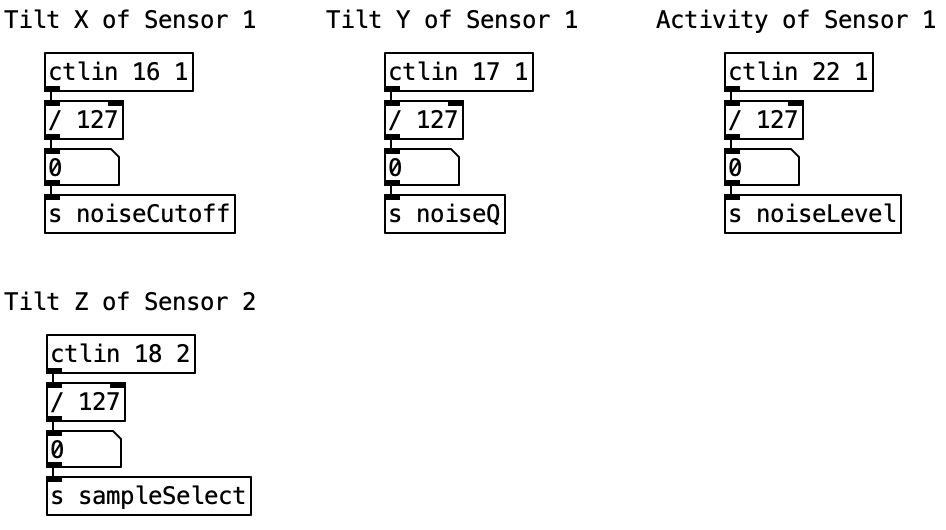 Tilt X of Sensor 1
Tilt Y of Sensor 1
Activity of Sensor 1
ctlin 16 1
ctlin 17 1
ctlin 22 1
/ 127
/ 127
/ 127
0
0
0
s noiseCutoff
s noiseQ
s noiseLevel
Tilt Z of Sensor 2
ctlin 18 2
/ 127
0
s sampleSelect